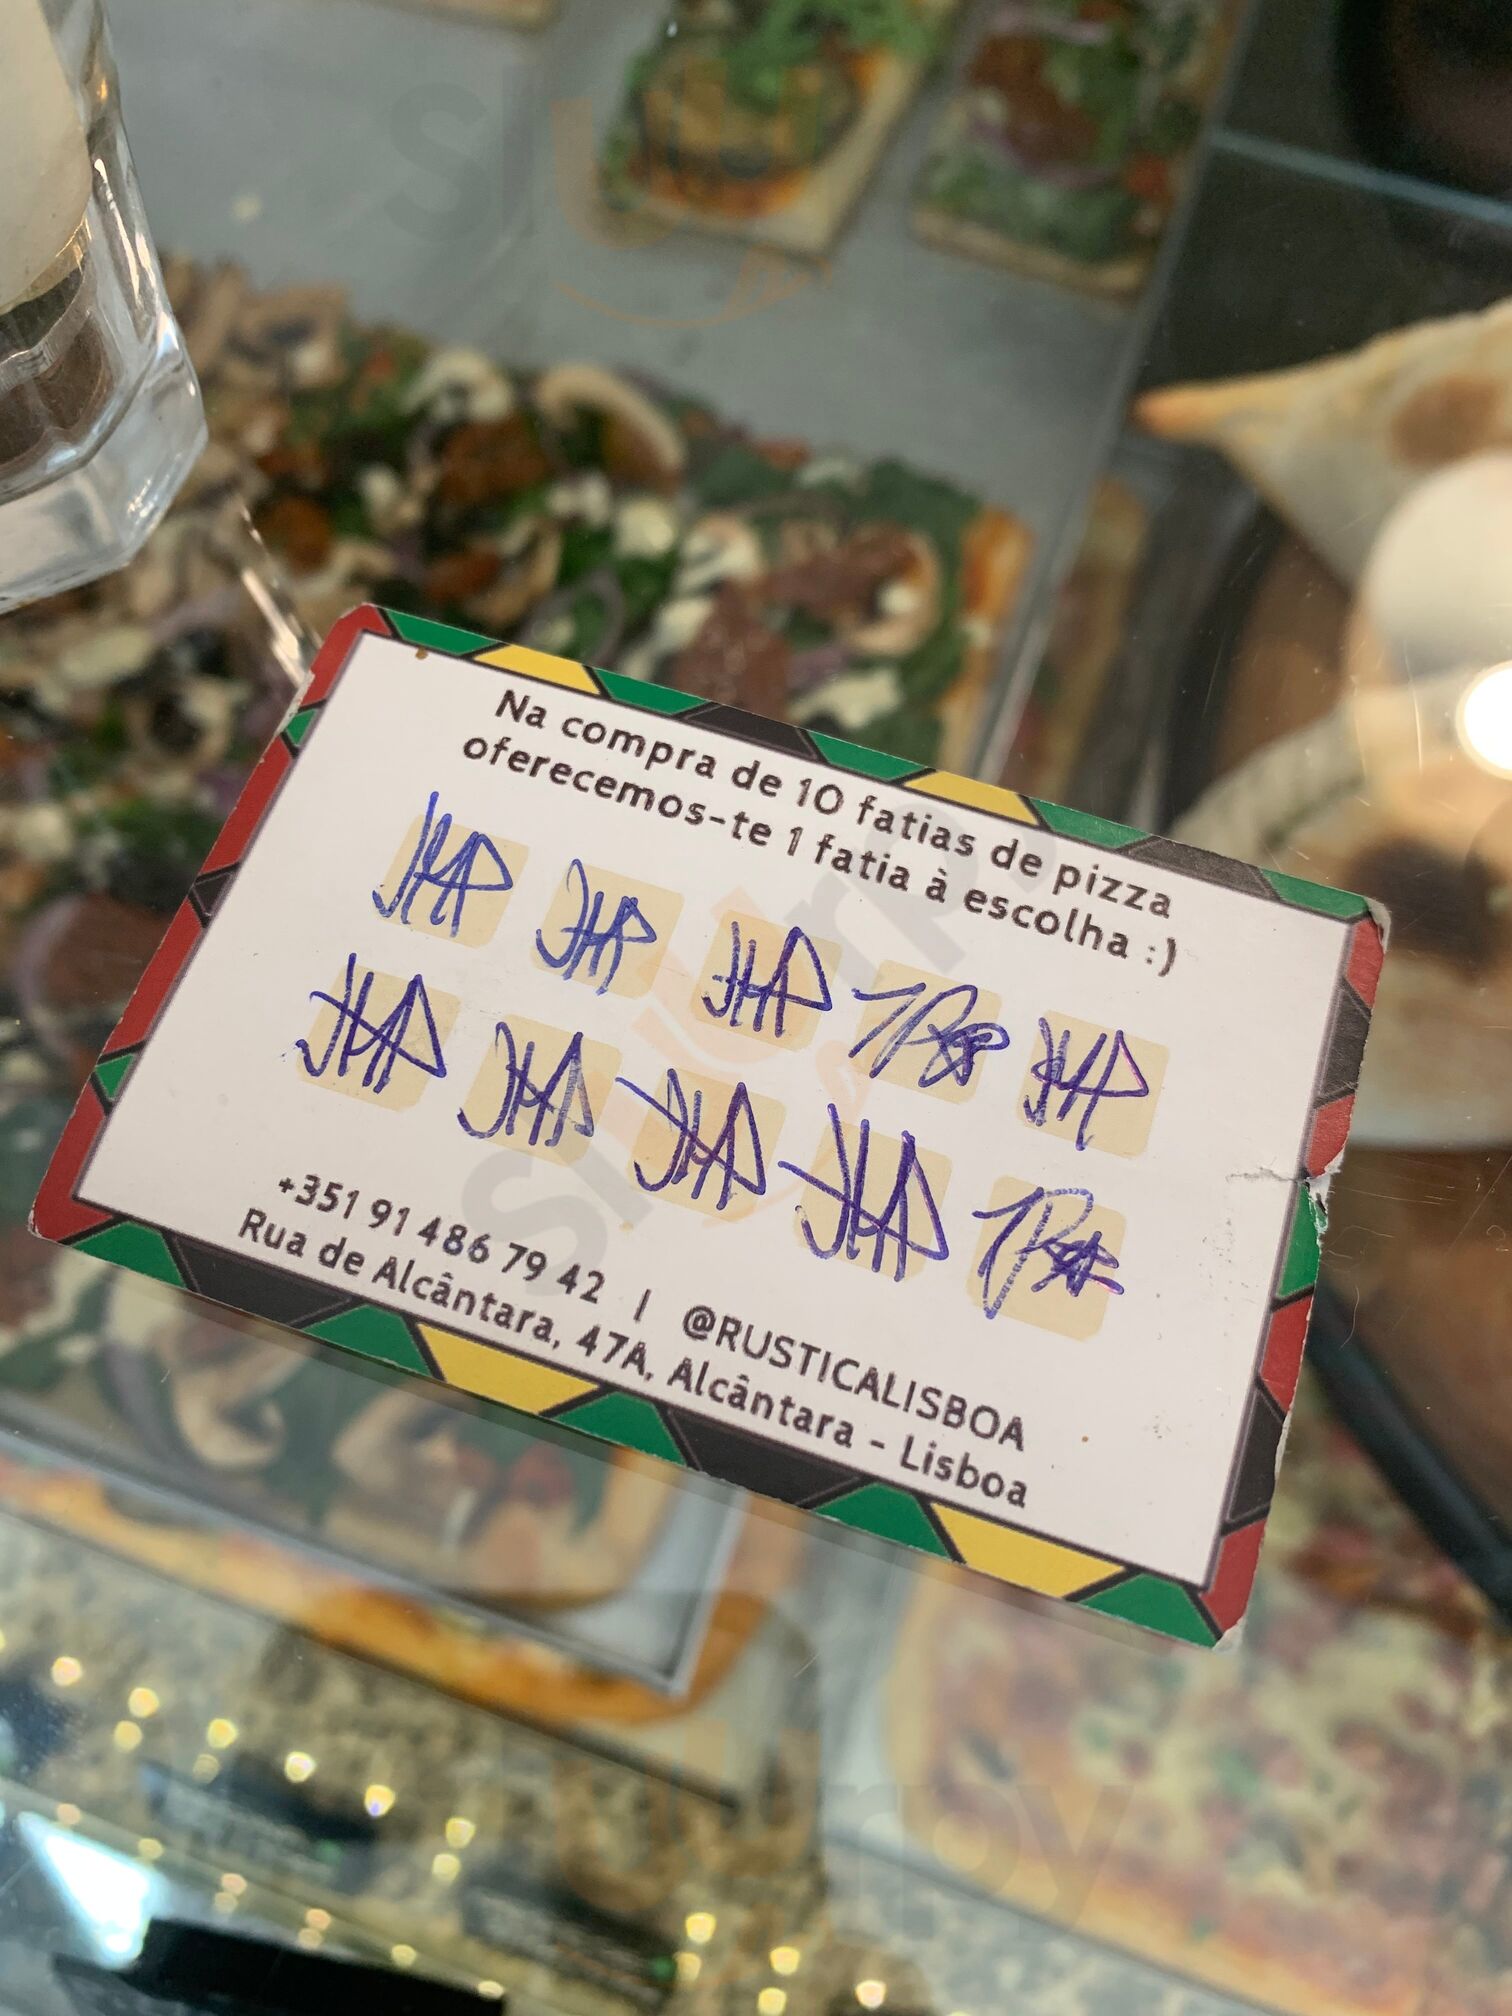 Na compra de 10 fatias de pizza
oferecemos-te 1 fatia à escolha :)
+351 91 486 79 42 | @RUSTICALISBOA
Rua de Alcântara, 47A, Alcântara - Lisboa